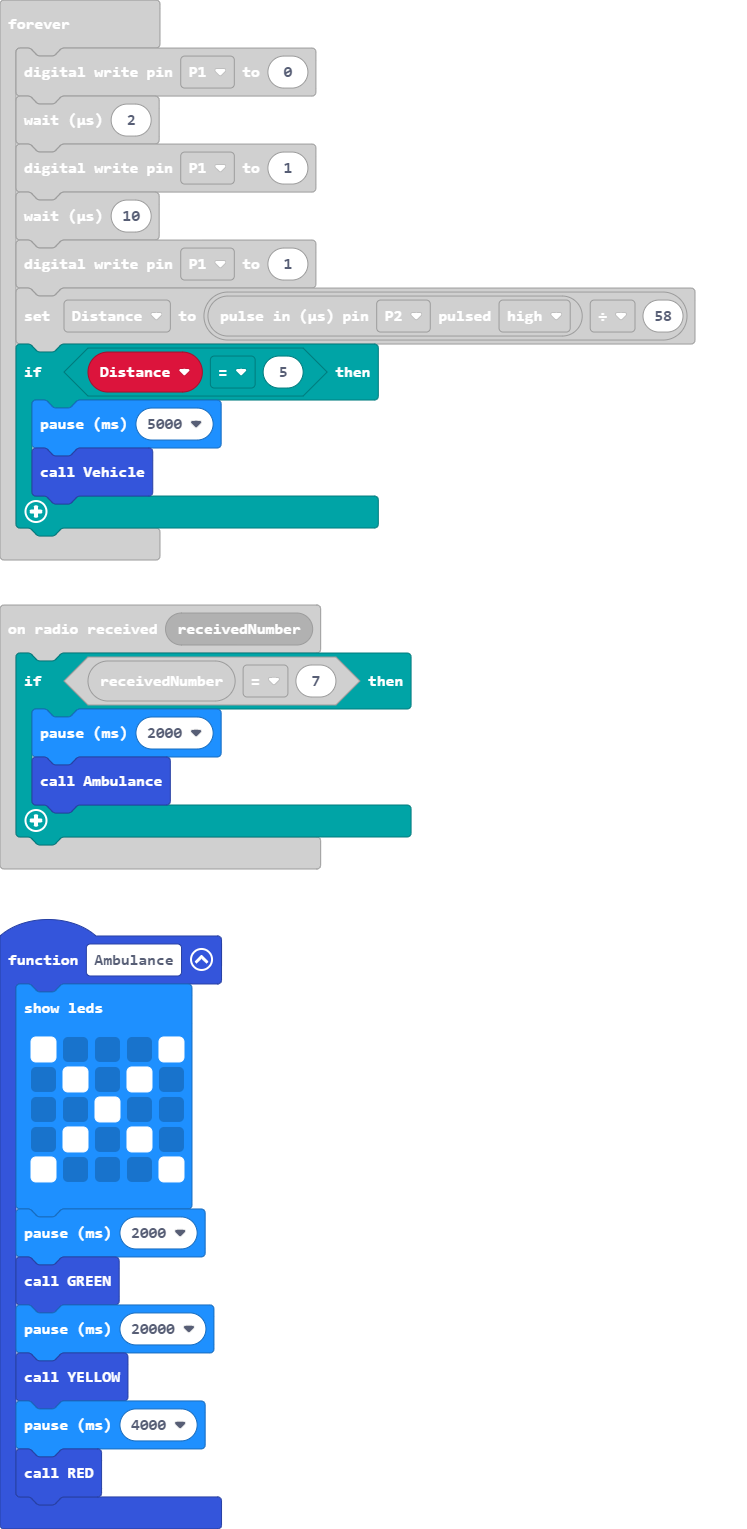 forever
digital write pin P1 to 0
wait (µs) 2
digital write pin P1 to 1
wait (µs) 10
digital write pin P1 to 1
set Distance to pulse in (µs) pin P2 pulsed high ÷ 58
if Distance = 5 then
pause (ms) 5000
call Vehicle
on radio received receivedNumber
if receivedNumber = 7 then
pause (ms) 2000
call Ambulance
function Ambulance
show leds
pause (ms) 2000
call GREEN
pause (ms) 20000
call YELLOW
pause (ms) 4000
call RED